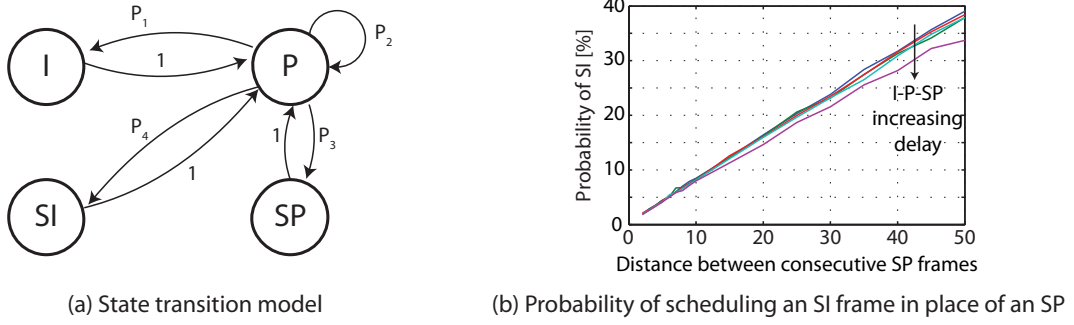 P1
P2
I
1
P
P4
1
1
P3
SI
SP
(a) State transition model
Probability of SI [%]
40
30
20
10
0
I-P-SP
increasing
delay
0
10
20
30
40
50
Distance between consecutive SP frames
(b) Probability of scheduling an SI frame in place of an SP